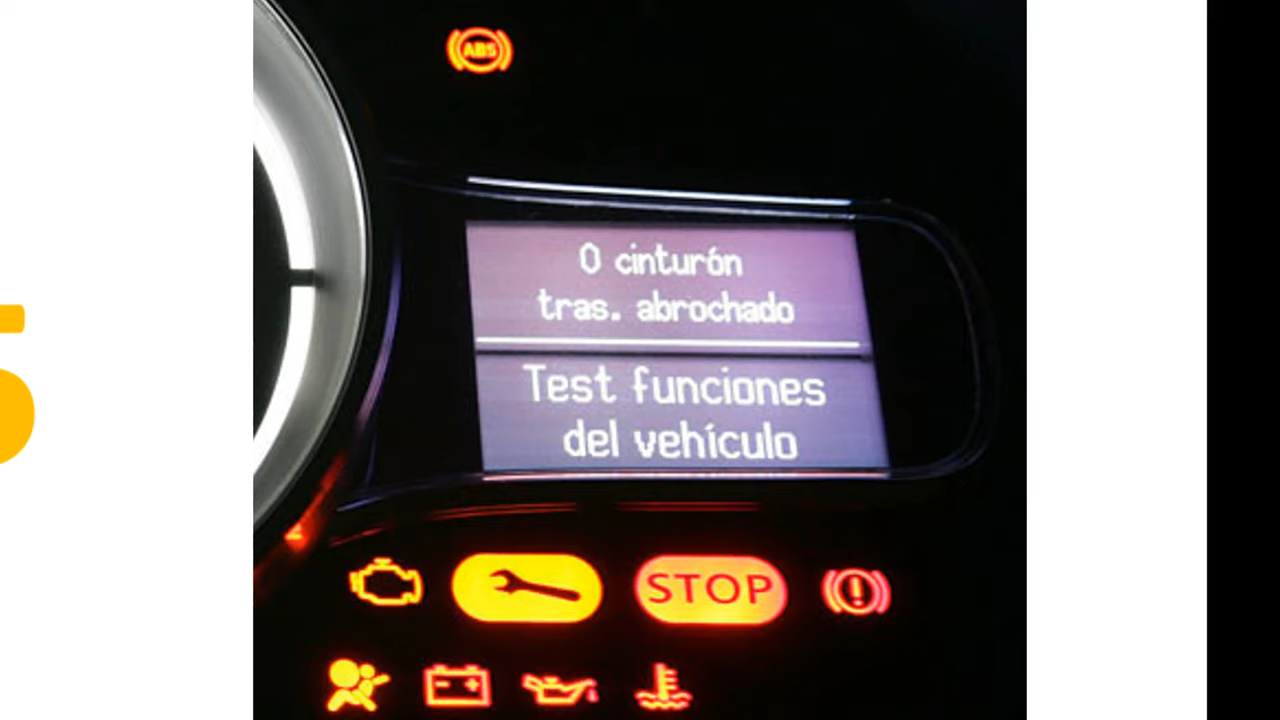 ABS
0 cinturón
tras. abrochado
Test funciones
del vehículo
STOP